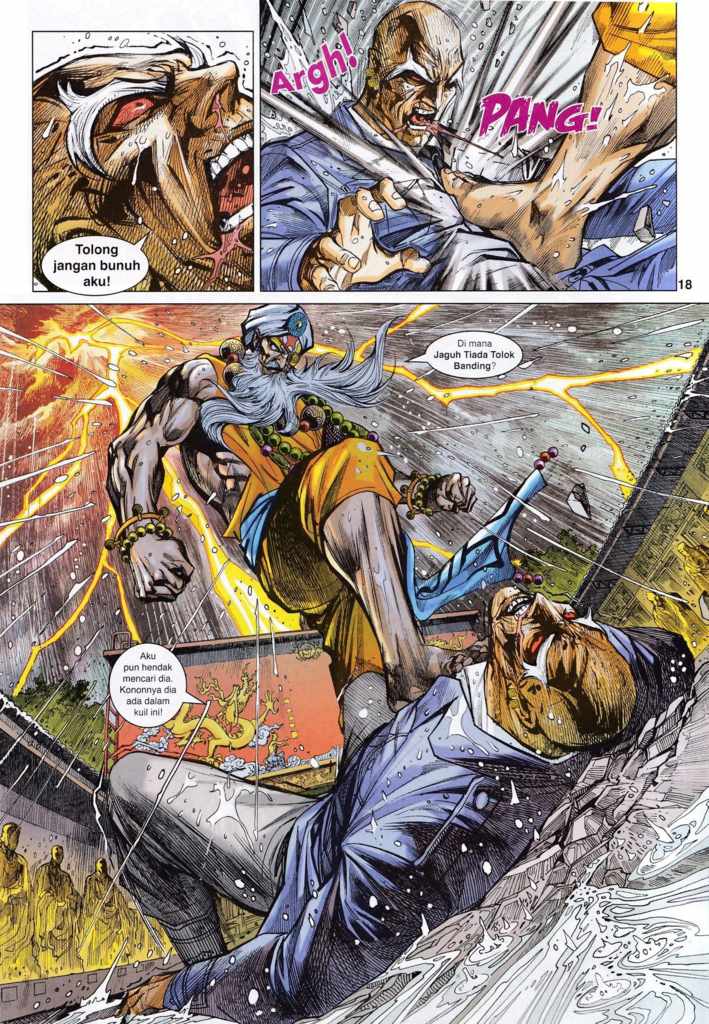 Tolong
jangan bunuh
aku!
Argh!
PANG!
18
Di mana
Jaguh Tiada Tolok
Banding?
Aku
pun hendak
mencari dia.
Kononnya dia
ada dalam
kuil ini!